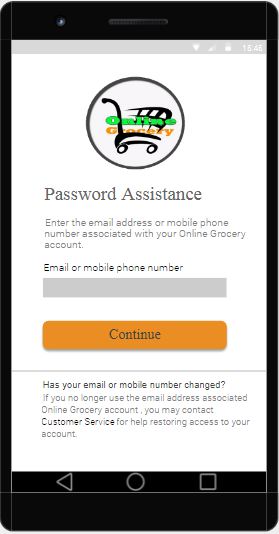 15:45
Online
Grocery
Password Assistance
Enter the email address or mobile phone
number associated with your Online Grocery
account.
Email or mobile phone number
Continue
Has your email or mobile number changed?
If you no longer use the email address associated
Online Grocery account , you may contact
Customer Service for help restoring access to your
account.